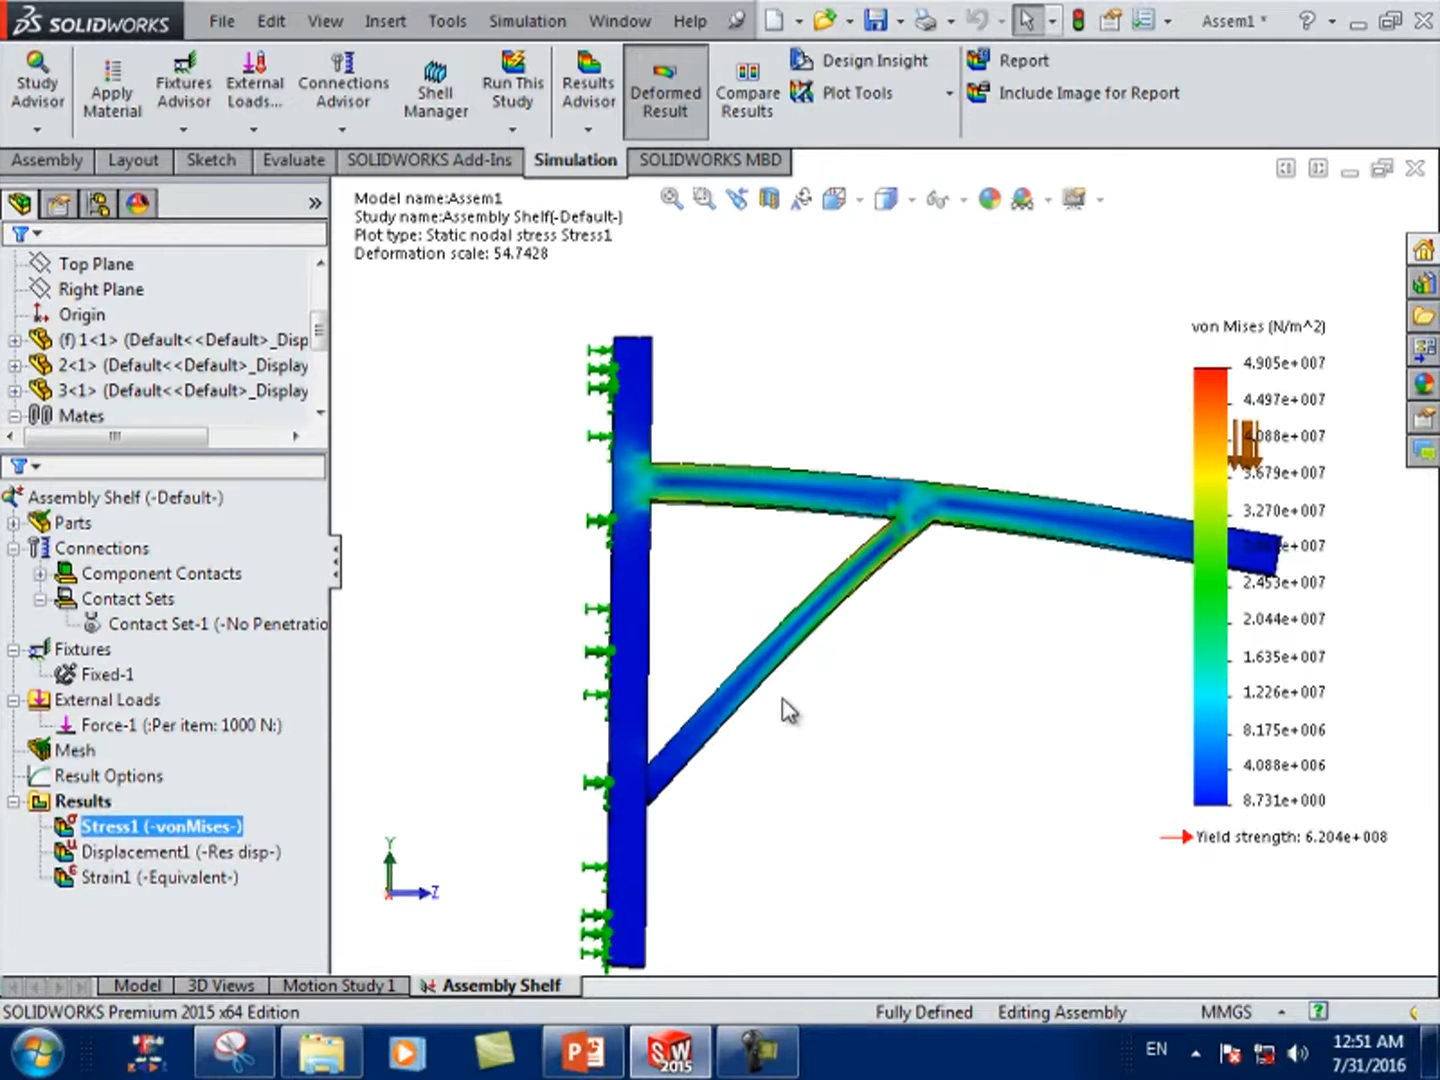 SOLIDWORKS File Edit View Insert Tools Simulation Window Help Assem1 *
Study Advisor
Apply Material
Fixtures Advisor
External Loads...
Connections Advisor
Shell Manager
Run This Study
Results Advisor
Deformed Result
Compare Results
Design Insight
Plot Tools
Report
Include Image for Report
Assembly Layout Sketch Evaluate SOLIDWORKS Add-Ins Simulation SOLIDWORKS MBD
Top Plane
Right Plane
Origin
(f) 1<1> (Default<<Default>_Disp
2<1> (Default<<Default>_Display
3<1> (Default<<Default>_Display
Mates
Assembly Shelf (-Default-)
Parts
Connections
Component Contacts
Contact Sets
Contact Set-1 (-No Penetratio
Fixtures
Fixed-1
External Loads
Force-1 (:Per item: 1000 N:)
Mesh
Result Options
Results
Stress1 (-vonMises-)
Displacement1 (-Res disp-)
Strain1 (-Equivalent-)
Model name:Assem1
Study name:Assembly Shelf(-Default-)
Plot type: Static nodal stress Stress1
Deformation scale: 54.7428
von Mises (N/m^2)
4.905e+007
4.497e+007
4.088e+007
3.679e+007
3.270e+007
e+007
2.453e+007
2.044e+007
1.635e+007
1.226e+007
8.175e+006
4.088e+006
8.731e+000
Yield strength: 6.204e+008
Y
Z
Model 3D Views Motion Study 1 Assembly Shelf
SOLIDWORKS Premium 2015 x64 Edition Fully Defined Editing Assembly MMGS
SW 2015
EN
12:51 AM
7/31/2016